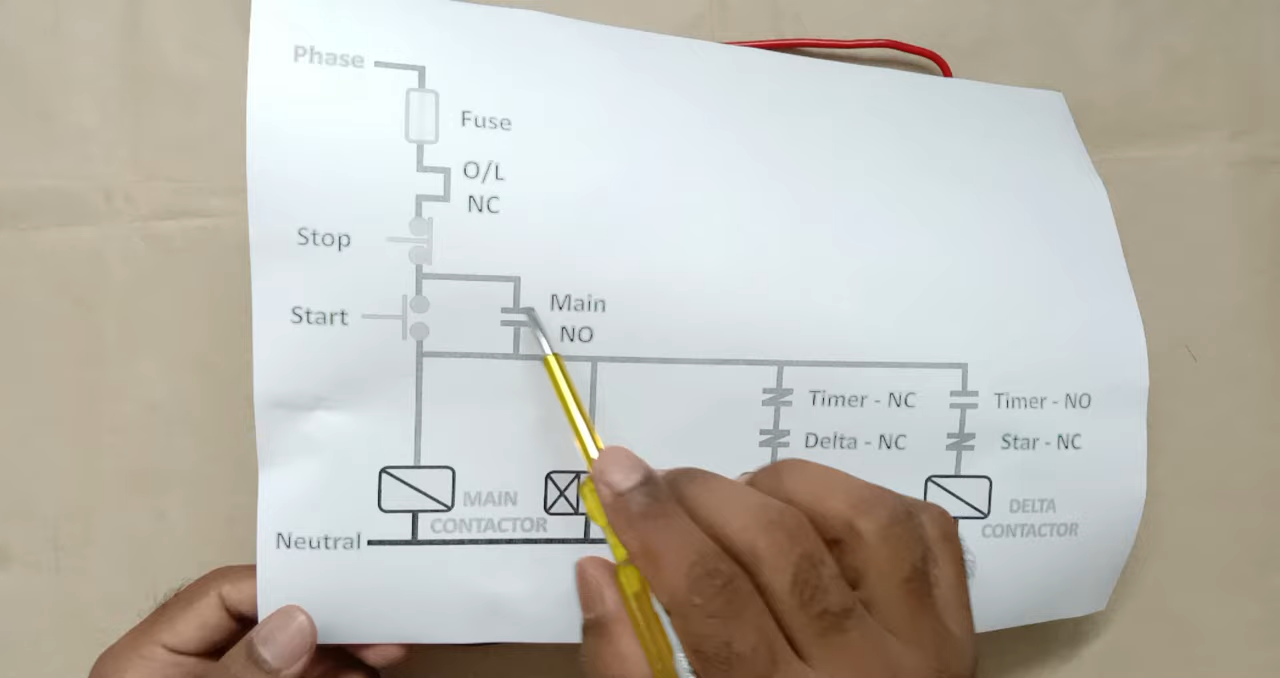 Phase
Fuse
O/L
NC
Stop
Start
Main
NO
Timer - NC
Timer - NO
Delta - NC
Star - NC
MAIN
CONTACTOR
DELTA
CONTACTOR
Neutral